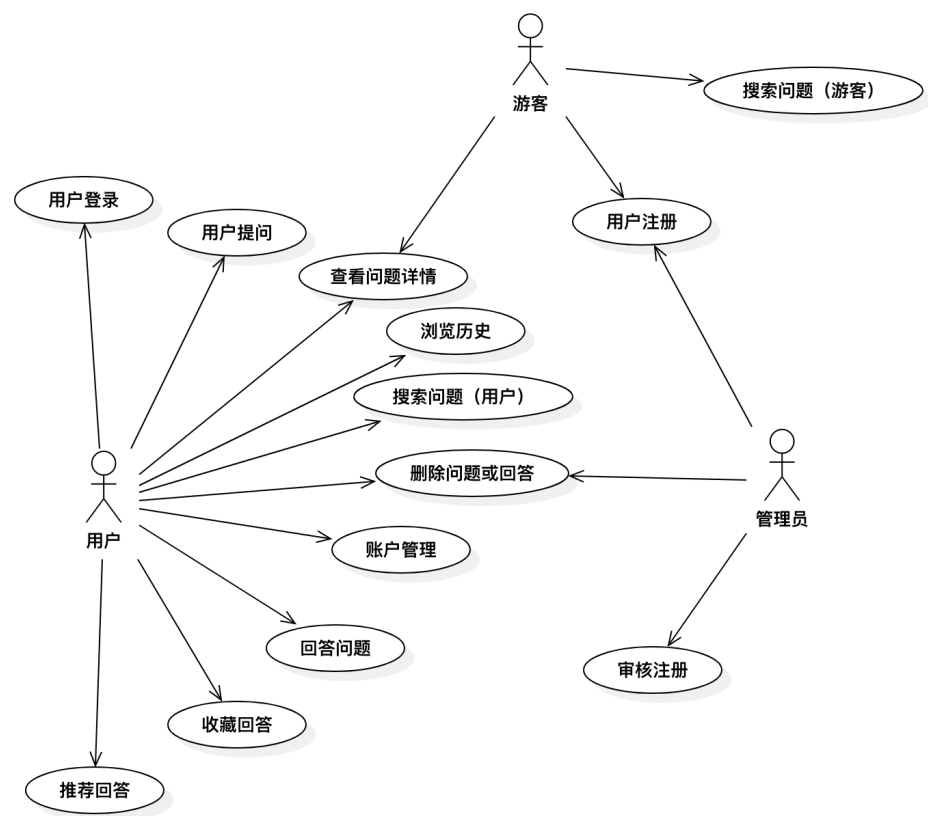 游客
搜索问题（游客）
用户登录
用户提问
用户注册
查看问题详情
浏览历史
搜索问题（用户）
删除问题或回答
用户
管理员
账户管理
回答问题
审核注册
收藏回答
推荐回答